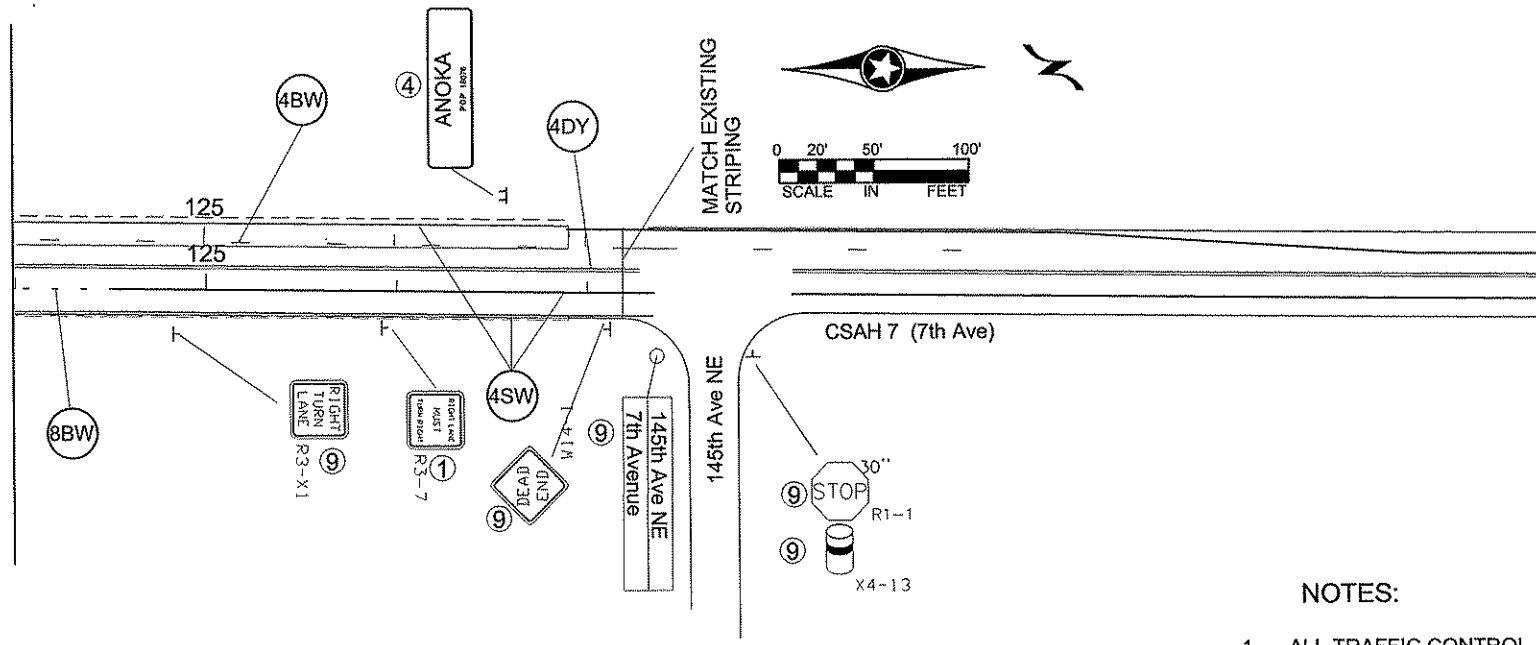 4BW
4
ANOKA
POP 18076
4DY
MATCH EXISTING
STRIPING
0 20' 50' 100'
SCALE IN FEET
125
125
CSAH 7 (7th Ave)
8BW
RIGHT
TURN
LANE
R3-X1
9
RIGHT LANE
MUST
TURN RIGHT
R3-7
1
4SW
W14-1
DEAD
END
9
9
145th Ave NE
7th Avenue
145th Ave NE
30''
STOP
9
R1-1
9
X4-13
NOTES:
1. ALL TRAFFIC CONTROL